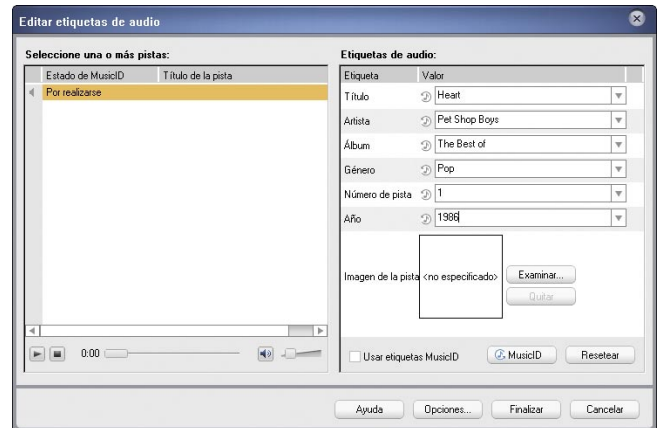 Editar etiquetas de audio
Seleccione una o más pistas:
Estado de MusicID Título de la pista
Por realizarse
0:00
Etiquetas de audio:
Etiqueta Valor
Título Heart
Artista Pet Shop Boys
Álbum The Best of
Género Pop
Número de pista 1
Año 1986
Imagen de la pista <no especificado> Examinar...
Quitar
Usar etiquetas MusicID MusicID Resetear
Ayuda Opciones... Finalizar Cancelar